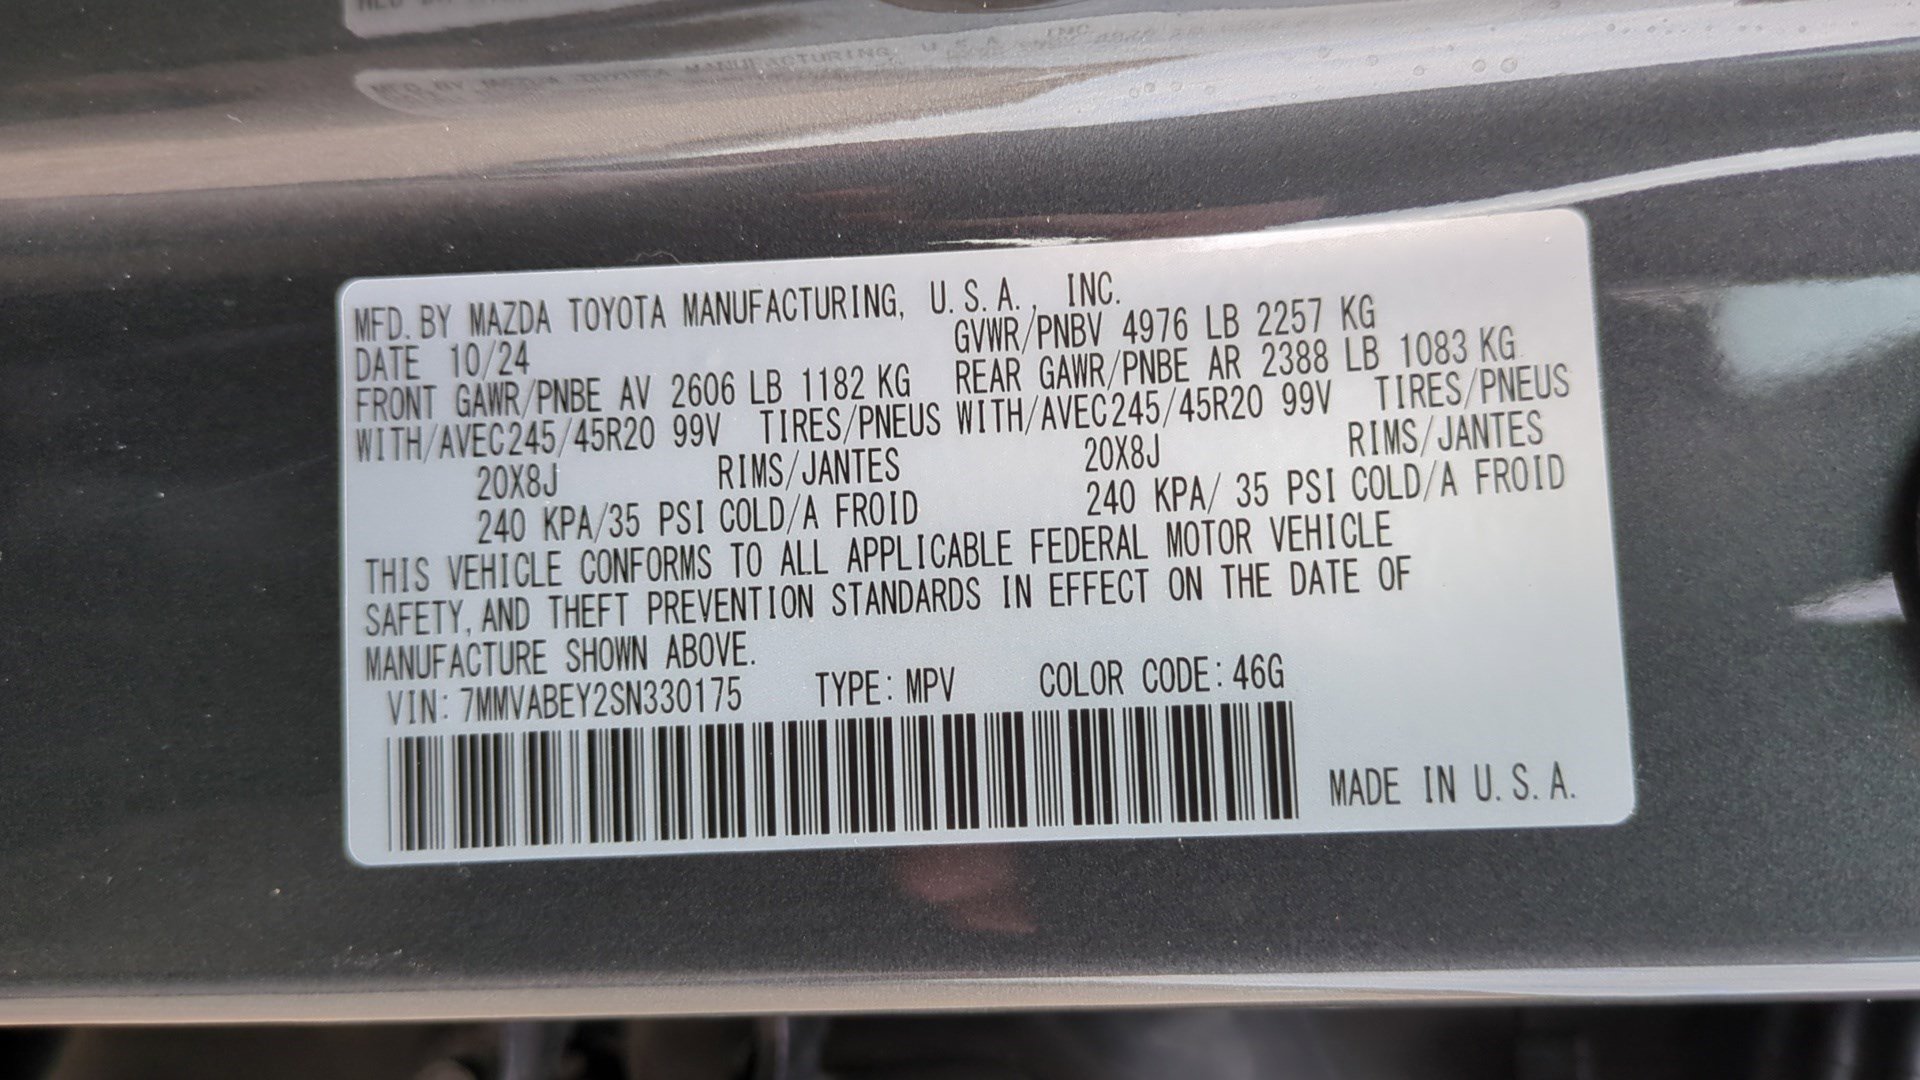 MFD. BY MAZDA TOYOTA MANUFACTURING, U.S.A., INC.
DATE 10/24 GVWR/PNBV 4976 LB 2257 KG
FRONT GAWR/PNBE AV 2606 LB 1182 KG REAR GAWR/PNBE AR 2388 LB 1083 KG
WITH/AVEC245/45R20 99V TIRES/PNEUS WITH/AVEC245/45R20 99V TIRES/PNEUS
20X8J RIMS/JANTES 20X8J RIMS/JANTES
240 KPA/35 PSI COLD/A FROID 240 KPA/ 35 PSI COLD/A FROID
THIS VEHICLE CONFORMS TO ALL APPLICABLE FEDERAL MOTOR VEHICLE
SAFETY, AND THEFT PREVENTION STANDARDS IN EFFECT ON THE DATE OF
MANUFACTURE SHOWN ABOVE.
VIN: 7MMVABEY2SN330175 TYPE: MPV COLOR CODE: 46G
MADE IN U.S.A.